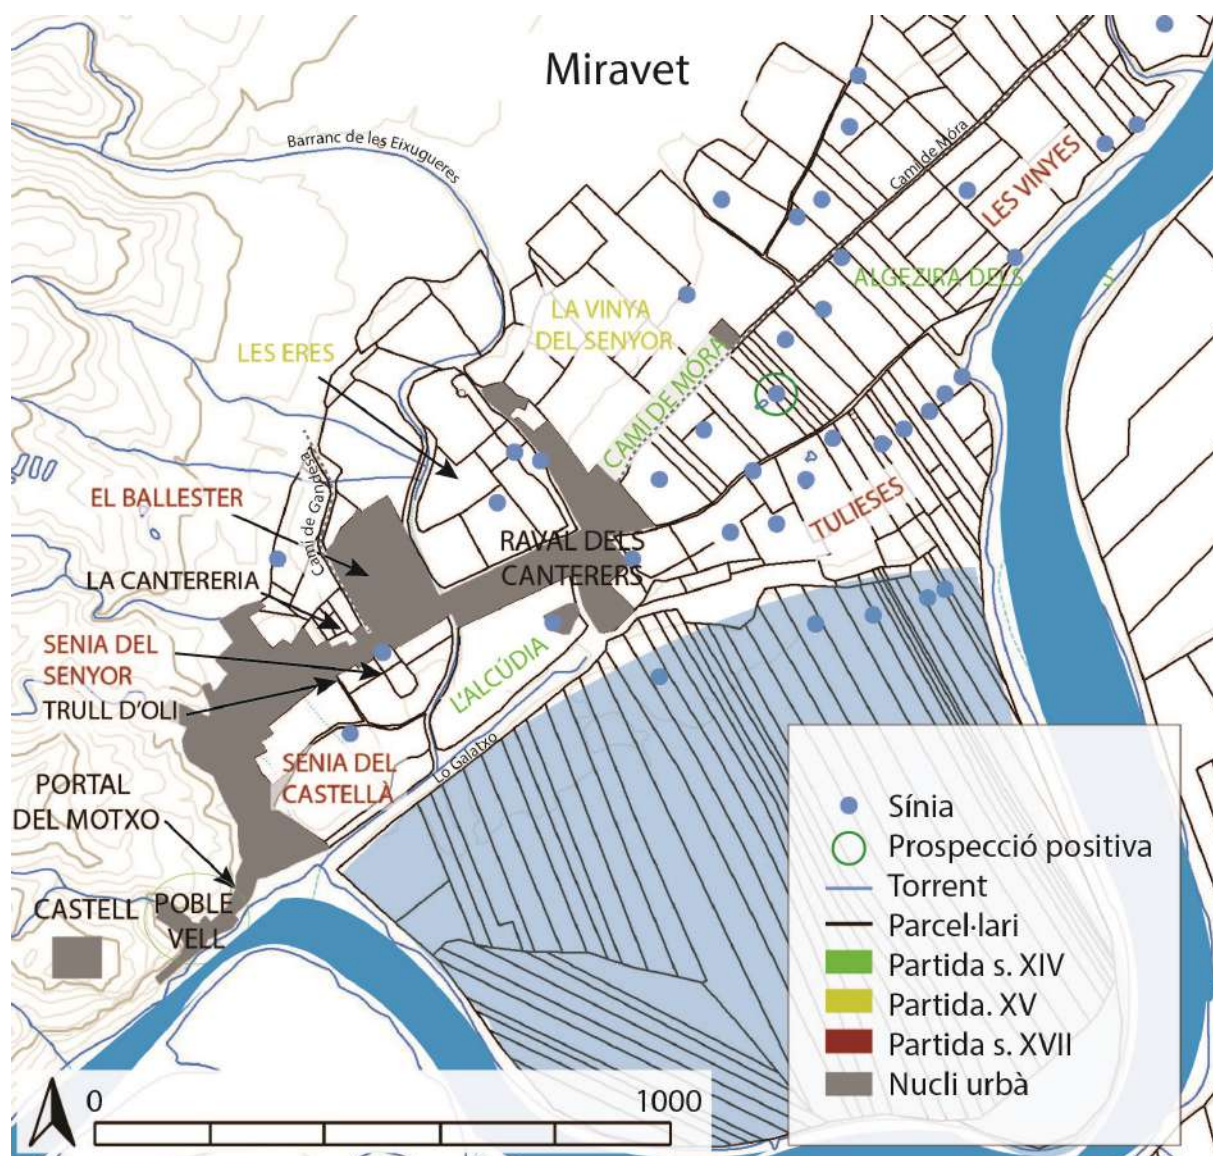 Miravet
Barranc de les Eixugueres
Camí de Móra
LES VINYES
ALGEZIRA DELS
LA VINYA
DEL SENYOR
LES ERES
CAMÍ DE MÓRA
EL BALLESTER
Camí de Gandesa
TULIESES
RAVAL DELS
CANTERERS
LA CANTERERIA
SENIA DEL
SENYOR
TRULL D'OLI
L'ALCÚDIA
Lo Galatxo
SENIA DEL
CASTELLÀ
PORTAL
DEL MOTXO
CASTELL
POBLE
VELL
Sínia
Prospecció positiva
Torrent
Parcel·lari
Partida s. XIV
Partida. XV
Partida s. XVII
Nucli urbà
0
1000